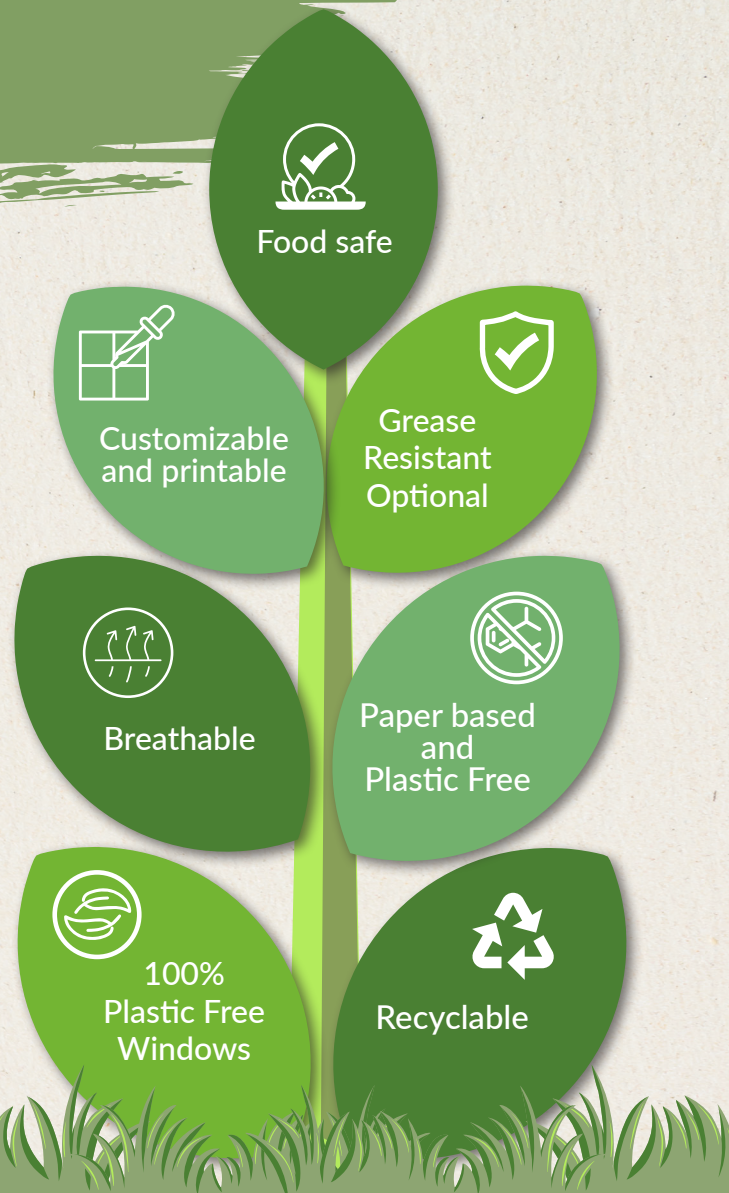 Food safe
Customizable
and printable
Grease
Resistant
Optional
Breathable
Paper based
and
Plastic Free
100%
Plastic Free
Windows
Recyclable